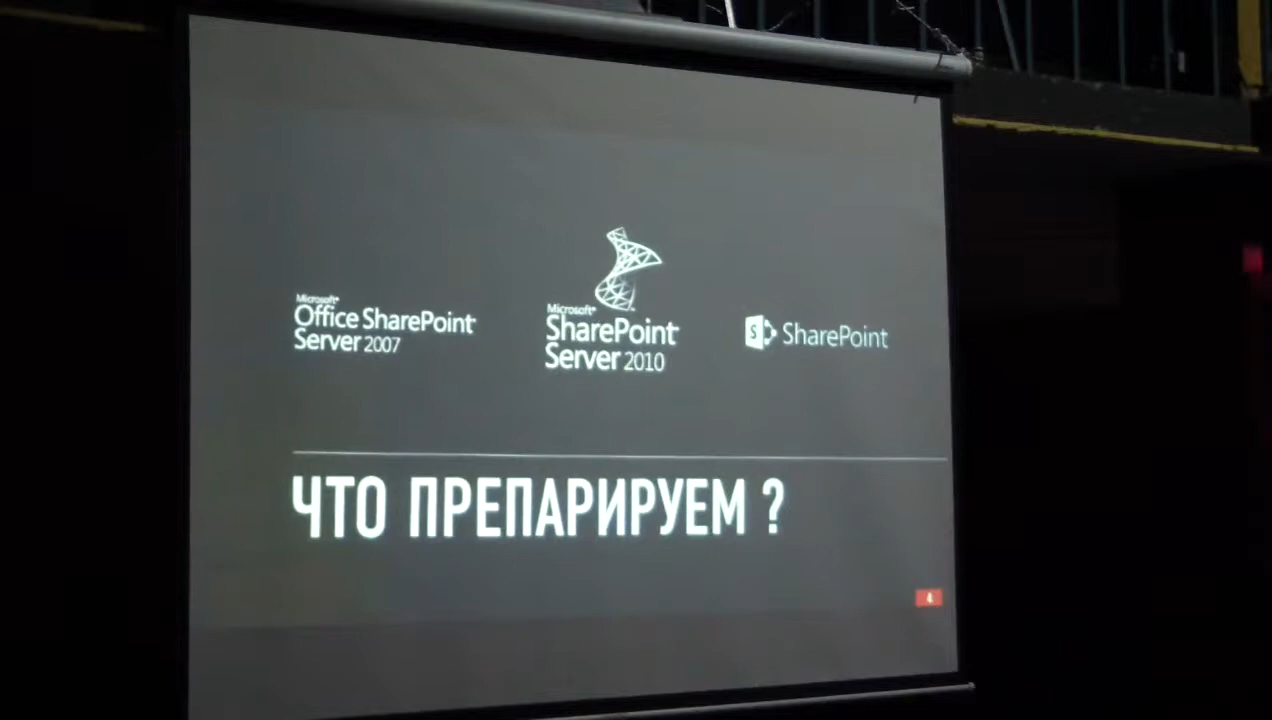 Microsoft®
Office SharePoint®
Server 2007
Microsoft®
SharePoint®
Server 2010
S SharePoint
ЧТО ПРЕПАРИРУЕМ ?
4